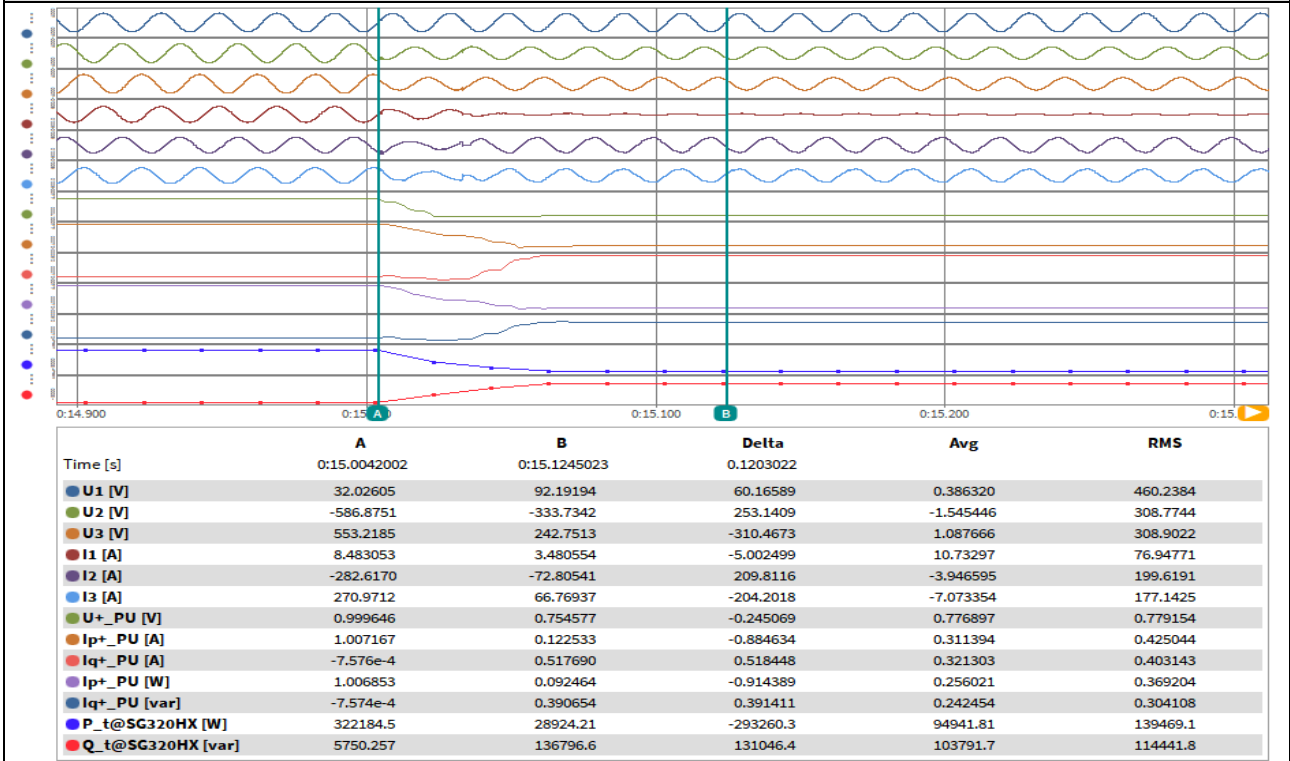 0:14.900 A 0:15.100 B 0:15.200
A B Delta Avg RMS
Time [s] 0:15.0042002 0:15.1245023 0.1203022
U1 [V] 32.02605 92.19194 60.16589 0.386320 460.2384
U2 [V] -586.8751 -333.7342 253.1409 -1.545446 308.7744
U3 [V] 553.2185 242.7513 -310.4673 1.087666 308.9022
I1 [A] 8.483053 3.480554 -5.002499 10.73297 76.94771
I2 [A] -282.6170 -72.80541 209.8116 -3.946595 199.6191
I3 [A] 270.9712 66.76937 -204.2018 -7.073354 177.1425
U+_PU [V] 0.999646 0.754577 -0.245069 0.776897 0.779154
Ip+_PU [A] 1.007167 0.122533 -0.884634 0.311394 0.425044
Iq+_PU [A] -7.576e-4 0.517690 0.518448 0.321303 0.403143
Ip+_PU [W] 1.006853 0.092464 -0.914389 0.256021 0.369204
Iq+_PU [var] -7.574e-4 0.390654 0.391411 0.242454 0.304108
P_t@SG320HX [W] 322184.5 28924.21 -293260.3 94941.81 139469.1
Q_t@SG320HX [var] 5750.257 136796.6 131046.4 103791.7 114441.8